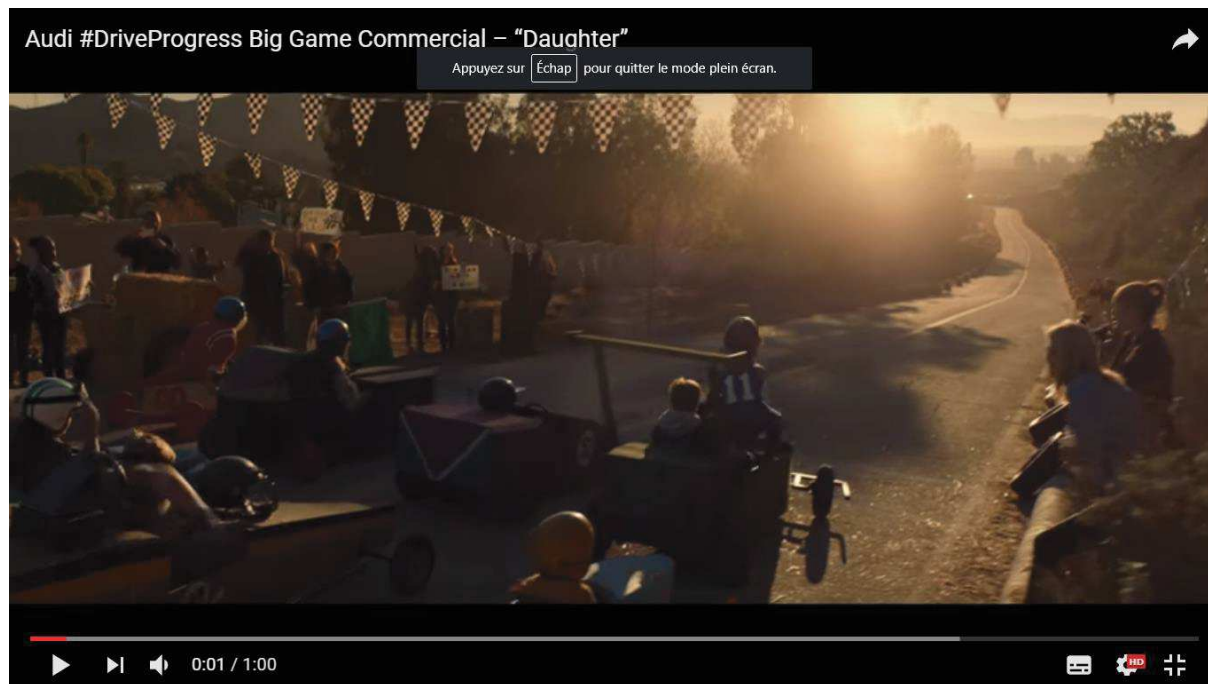 Audi #DriveProgress Big Game Commercial – “Daughter”
Appuyez sur Échap pour quitter le mode plein écran.
11
0:01 / 1:00
HD